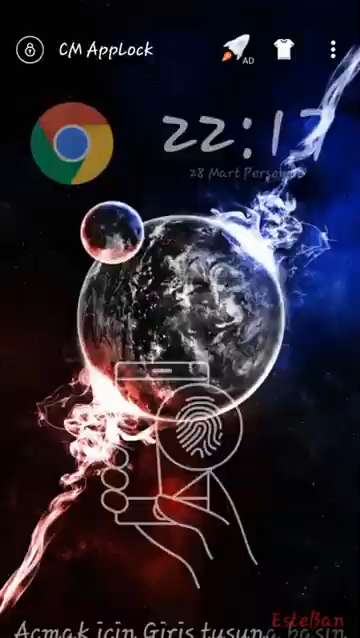 CM AppLock
AD
22:17
28 Mart Perşembe
EsteBan
Açmak için Giriş tuşuna basın